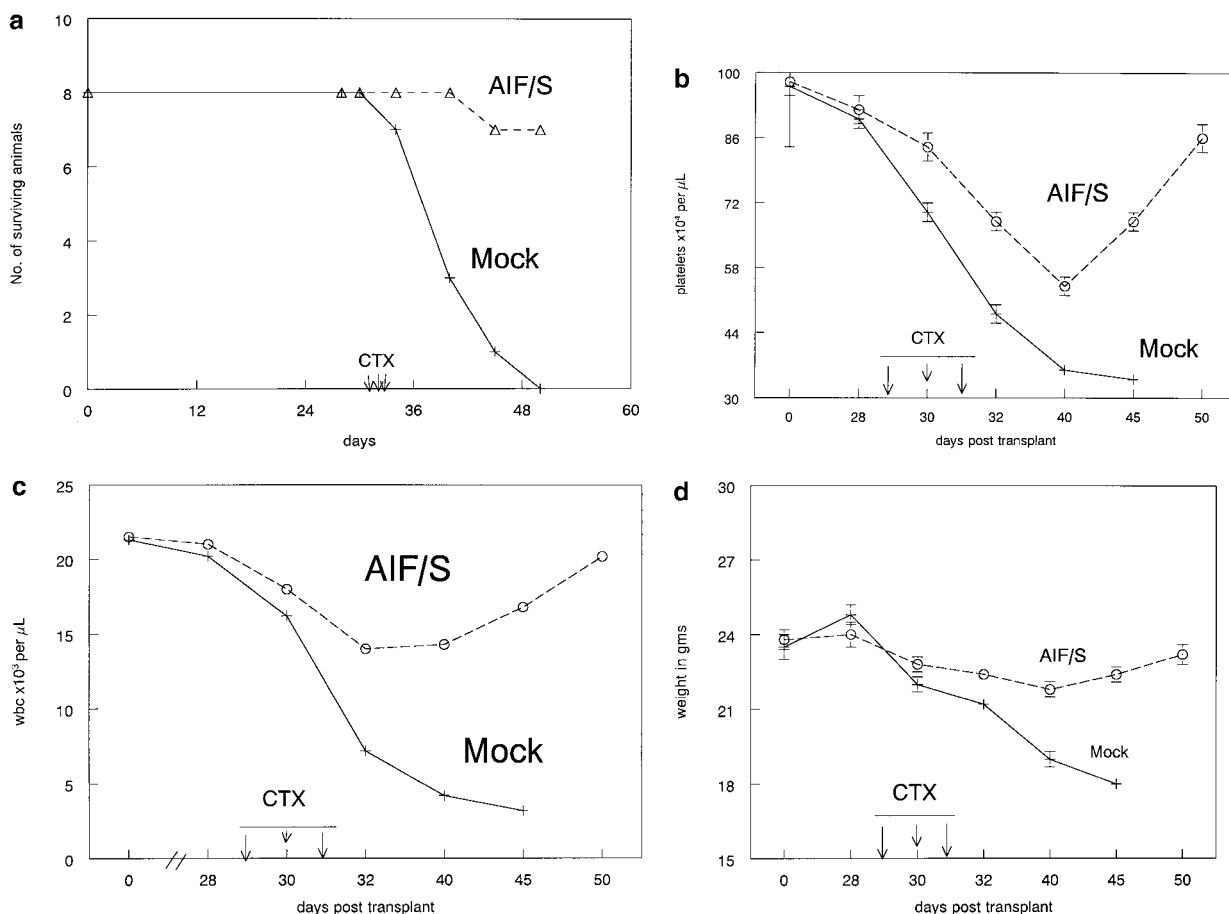 a
10
8
6
4
2
0
No. of surviving animals
AIF/S
Mock
CTX
0 12 24 36 48 60
days
b
100
86
72
58
44
30
platelets x10⁴ per µL
AIF/S
Mock
CTX
0 28 30 32 40 45 50
days post transplant
c
25
20
15
10
5
0
wbc x10³ per µL
AIF/S
Mock
CTX
0 28 30 32 40 45 50
days post transplant
d
30
27
24
21
18
15
weight in gms
AIF/S
Mock
CTX
0 28 30 32 40 45 50
days post transplant